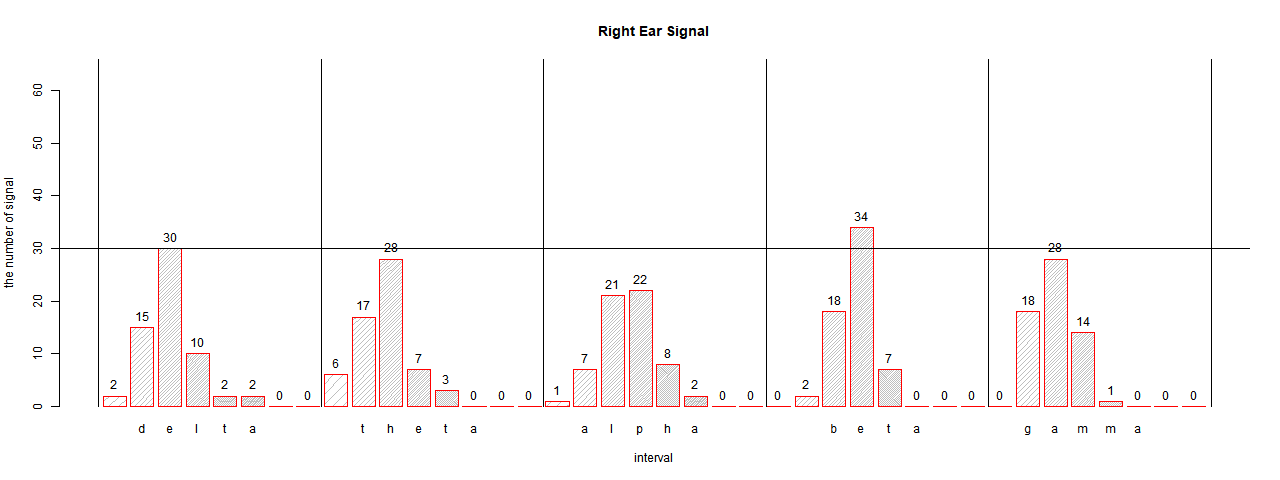 Right Ear Signal
the number of signal
60
50
40
30
20
10
0
2 15 30 10 2 2 0 0 6 17 28 7 3 0 0 0 1 7 21 22 8 2 0 0 0 2 18 34 7 0 0 0 0 18 28 14 1 0 0 0
d e l t a t h e t a a l p h a b e t a g a m m a
interval